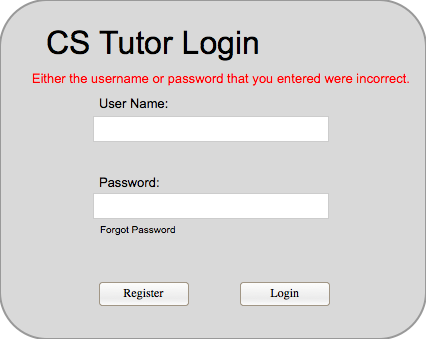 CS Tutor Login
Either the username or password that you entered were incorrect.
User Name:
Password:
Forgot Password
Register Login